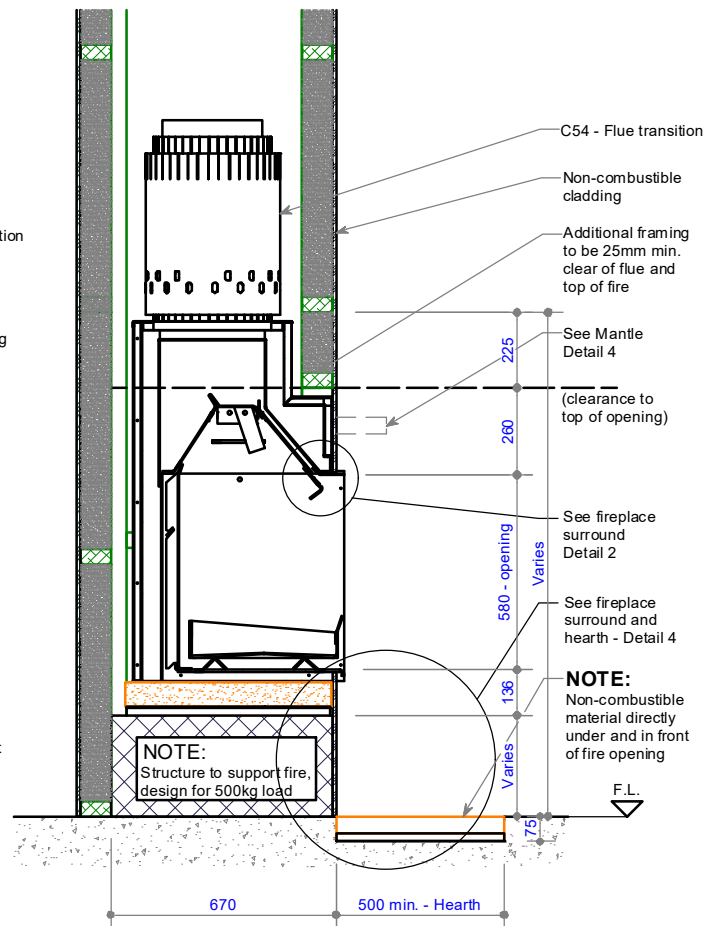 C54 - Flue transition
Non-combustible
cladding
tion
Additional framing
to be 25mm min.
clear of flue and
top of fire
g
See Mantle
Detail 4
225
(clearance to
top of opening)
260
See fireplace
surround
Detail 2
580 - opening
Varies
See fireplace
surround and
hearth - Detail 4
NOTE:
Non-combustible
material directly
under and in front
of fire opening
136
t
NOTE:
Structure to support fire,
design for 500kg load
Varies
F.L.
75
670
500 min. - Hearth